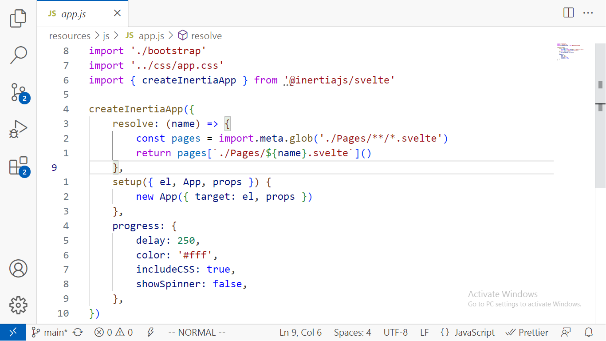 JS app.js
resources > js > JS app.js > resolve
8 import './bootstrap'
7 import '../css/app.css'
6 import { createInertiaApp } from '@inertiajs/svelte'
5
4 createInertiaApp({
3 resolve: (name) => {
2 const pages = import.meta.glob('./Pages/**/*.svelte')
1 return pages[`./Pages/${name}.svelte`]()
9 },
1 setup({ el, App, props }) {
2 new App({ target: el, props })
3 },
4 progress: {
5 delay: 250,
6 color: '#fff',
7 includeCSS: true,
8 showSpinner: false,
9 },
10 })
2
2
Activate Windows
Go to PC settings to activate Windows.
main* 0 0 -- NORMAL -- Ln 9, Col 6 Spaces: 4 UTF-8 LF {} JavaScript Prettier